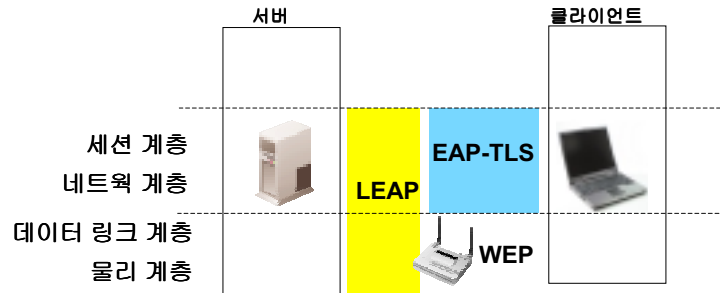 서버
클라이언트
세션 계층
네트웍 계층
데이터 링크 계층
물리 계층
LEAP
EAP-TLS
WEP